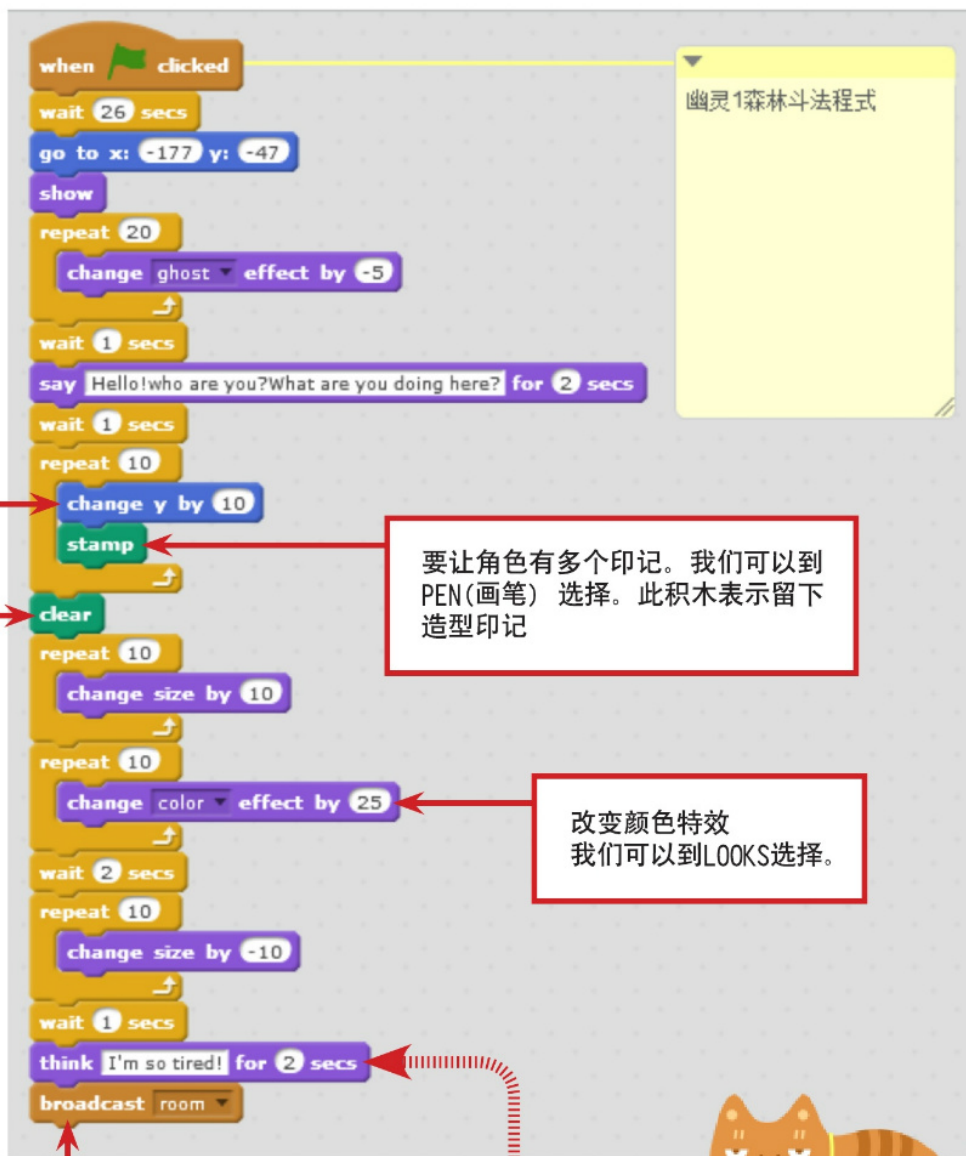 when clicked
幽灵1森林斗法程式
wait 26 secs
go to x: -177 y: -47
show
repeat 20
change ghost effect by -5
wait 1 secs
say Hello!who are you?What are you doing here? for 2 secs
wait 1 secs
repeat 10
change y by 10
stamp
要让角色有多个印记。我们可以到
PEN(画笔) 选择。此积木表示留下
造型印记
clear
repeat 10
change size by 10
repeat 10
change color effect by 25
改变颜色特效
我们可以到LOOKS选择。
wait 2 secs
repeat 10
change size by -10
wait 1 secs
think I'm so tired! for 2 secs
broadcast room